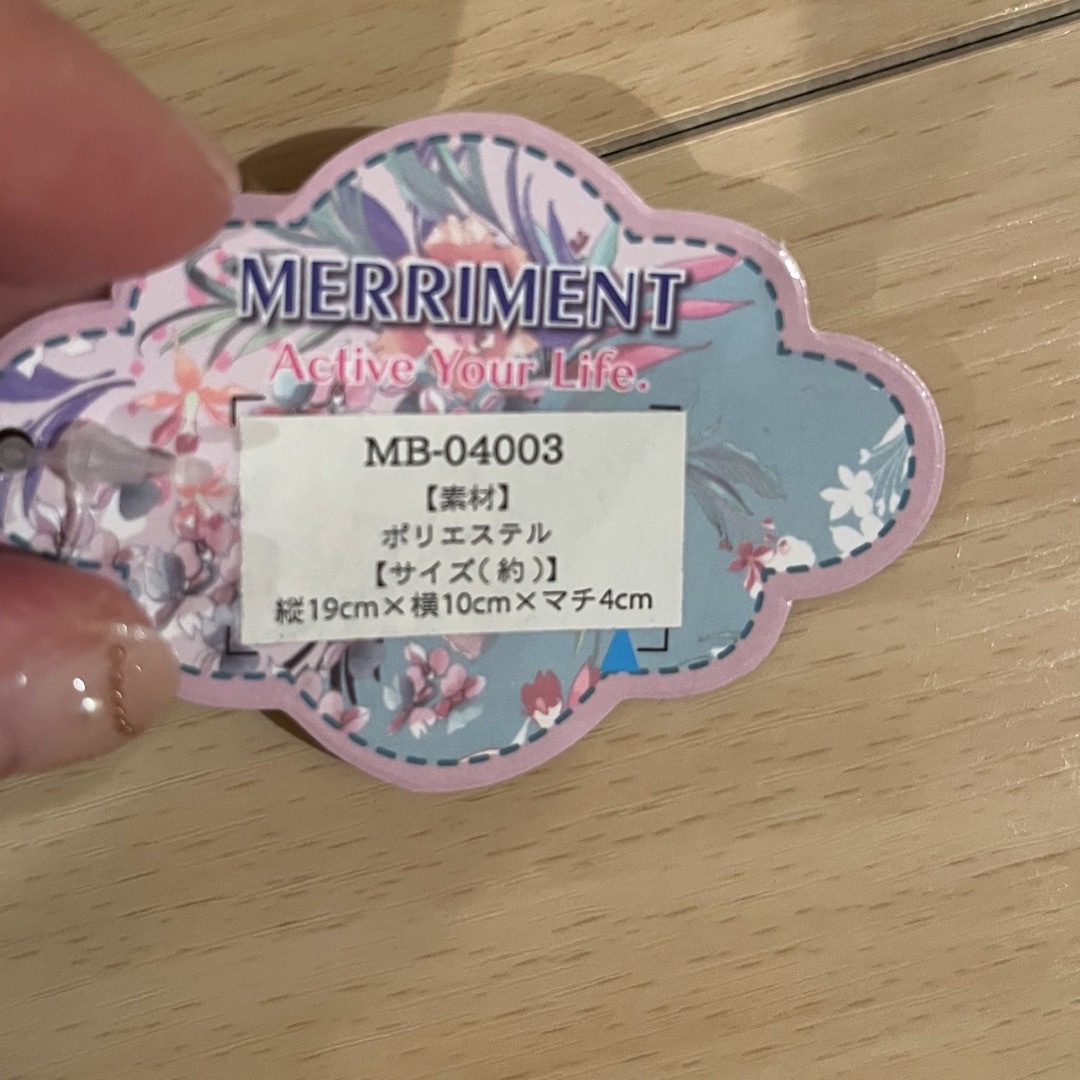 MERRIMENT
Active Your Life.
MB-04003
【素材】
ポリエステル
【サイズ(約)】
縦19cm×横10cm×マチ4cm